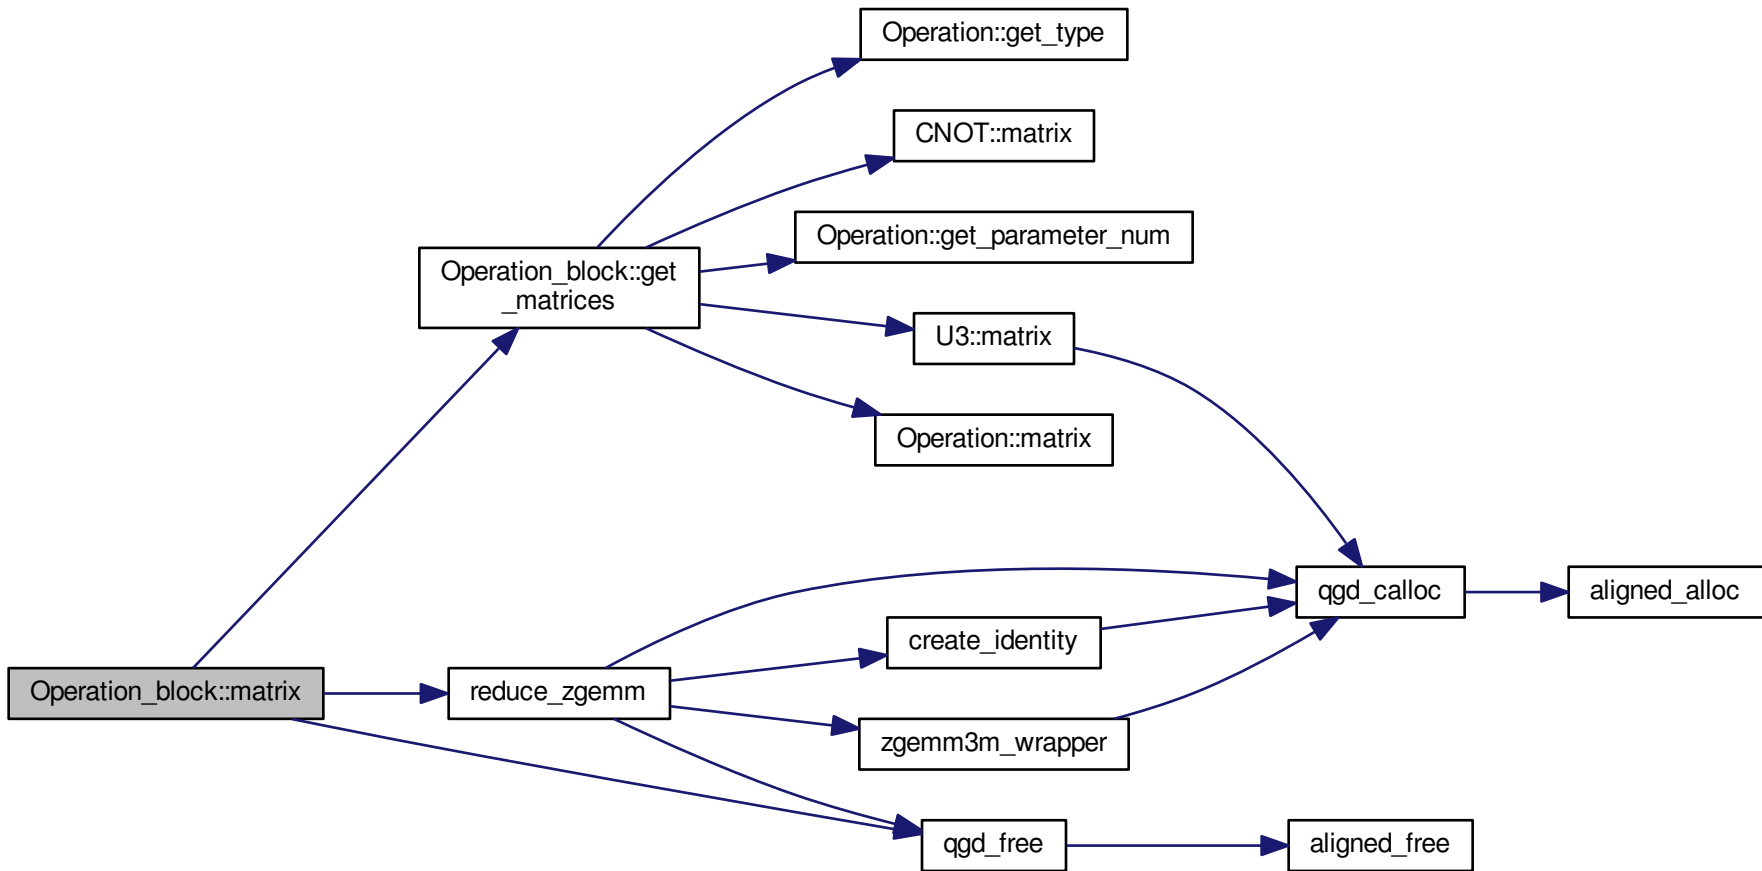 Operation::get_type
CNOT::matrix
Operation::get_parameter_num
Operation_block::get
_matrices
U3::matrix
Operation::matrix
qgd_calloc
aligned_alloc
create_identity
Operation_block::matrix
reduce_zgemm
zgemm3m_wrapper
qgd_free
aligned_free